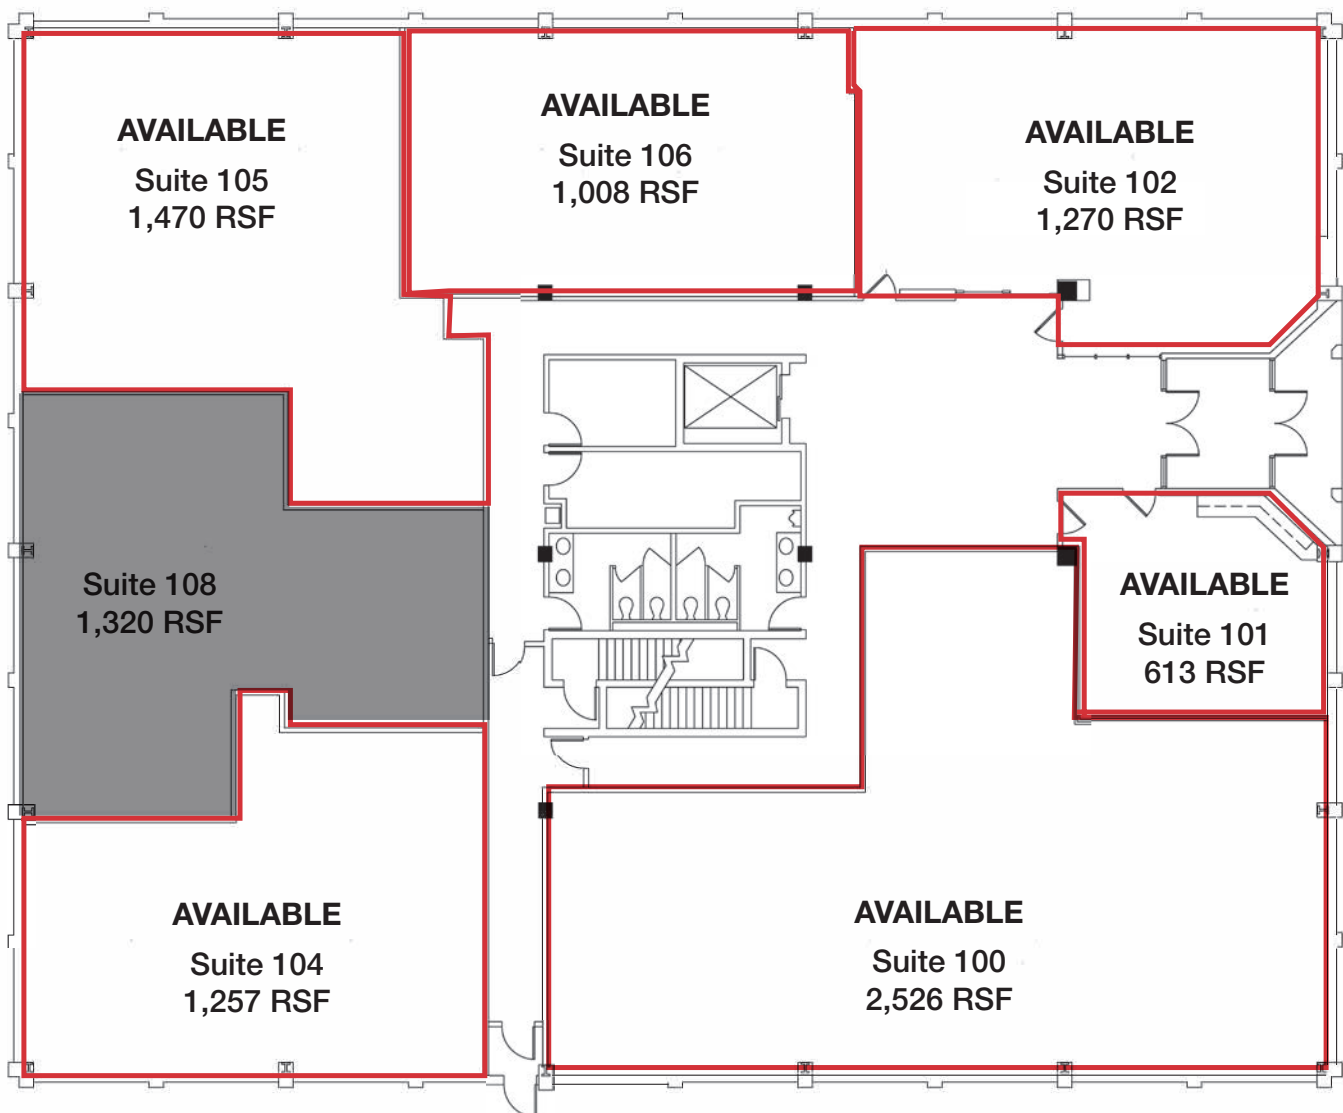 AVAILABLE
Suite 105
1,470 RSF
AVAILABLE
Suite 106
1,008 RSF
AVAILABLE
Suite 102
1,270 RSF
Suite 108
1,320 RSF
AVAILABLE
Suite 101
613 RSF
AVAILABLE
Suite 104
1,257 RSF
AVAILABLE
Suite 100
2,526 RSF